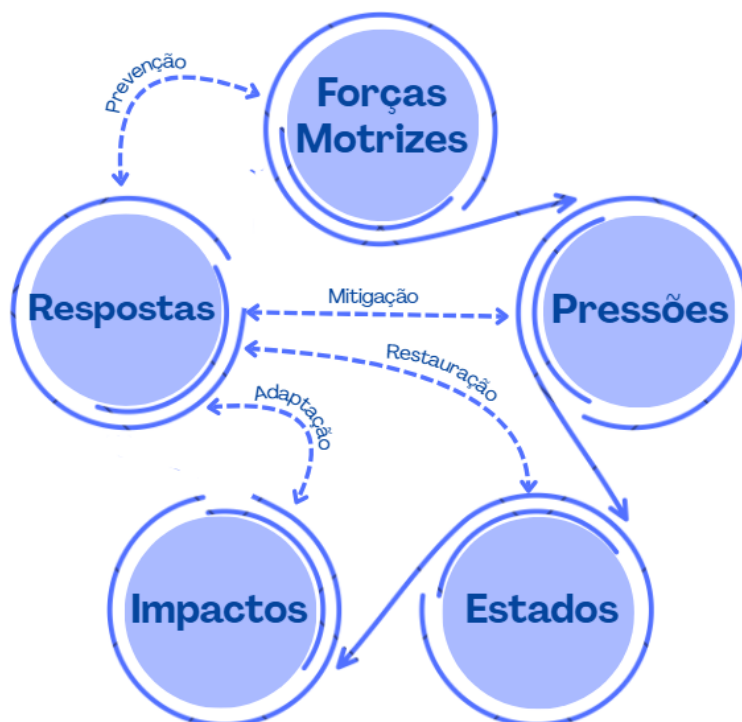 Prevenção
Forças
Motrizes
Respostas
Mitigação
Pressões
Restauração
Adaptação
Impactos
Estados